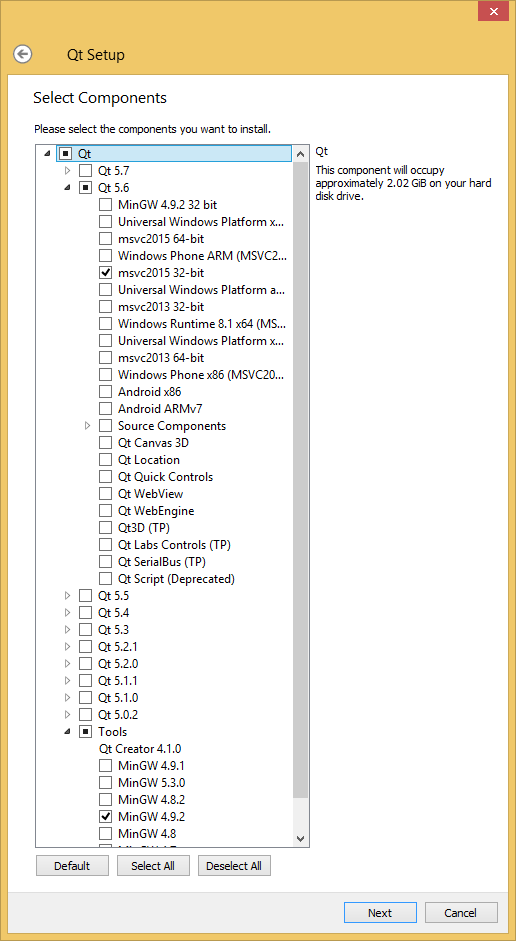 Qt Setup
Select Components
Please select the components you want to install.
Qt
Qt 5.7
Qt 5.6
MinGW 4.9.2 32 bit
Universal Windows Platform x...
msvc2015 64-bit
Windows Phone ARM (MSVC2...
msvc2015 32-bit
Universal Windows Platform a...
msvc2013 32-bit
Windows Runtime 8.1 x64 (MS...
Universal Windows Platform x...
msvc2013 64-bit
Windows Phone x86 (MSVC20...
Android x86
Android ARMv7
Source Components
Qt Canvas 3D
Qt Location
Qt Quick Controls
Qt WebView
Qt WebEngine
Qt3D (TP)
Qt Labs Controls (TP)
Qt SerialBus (TP)
Qt Script (Deprecated)
Qt 5.5
Qt 5.4
Qt 5.3
Qt 5.2.1
Qt 5.2.0
Qt 5.1.1
Qt 5.1.0
Qt 5.0.2
Tools
Qt Creator 4.1.0
MinGW 4.9.1
MinGW 5.3.0
MinGW 4.8.2
MinGW 4.9.2
MinGW 4.8
Qt
This component will occupy
approximately 2.02 GiB on your hard
disk drive.
Default
Select All
Deselect All
Next
Cancel